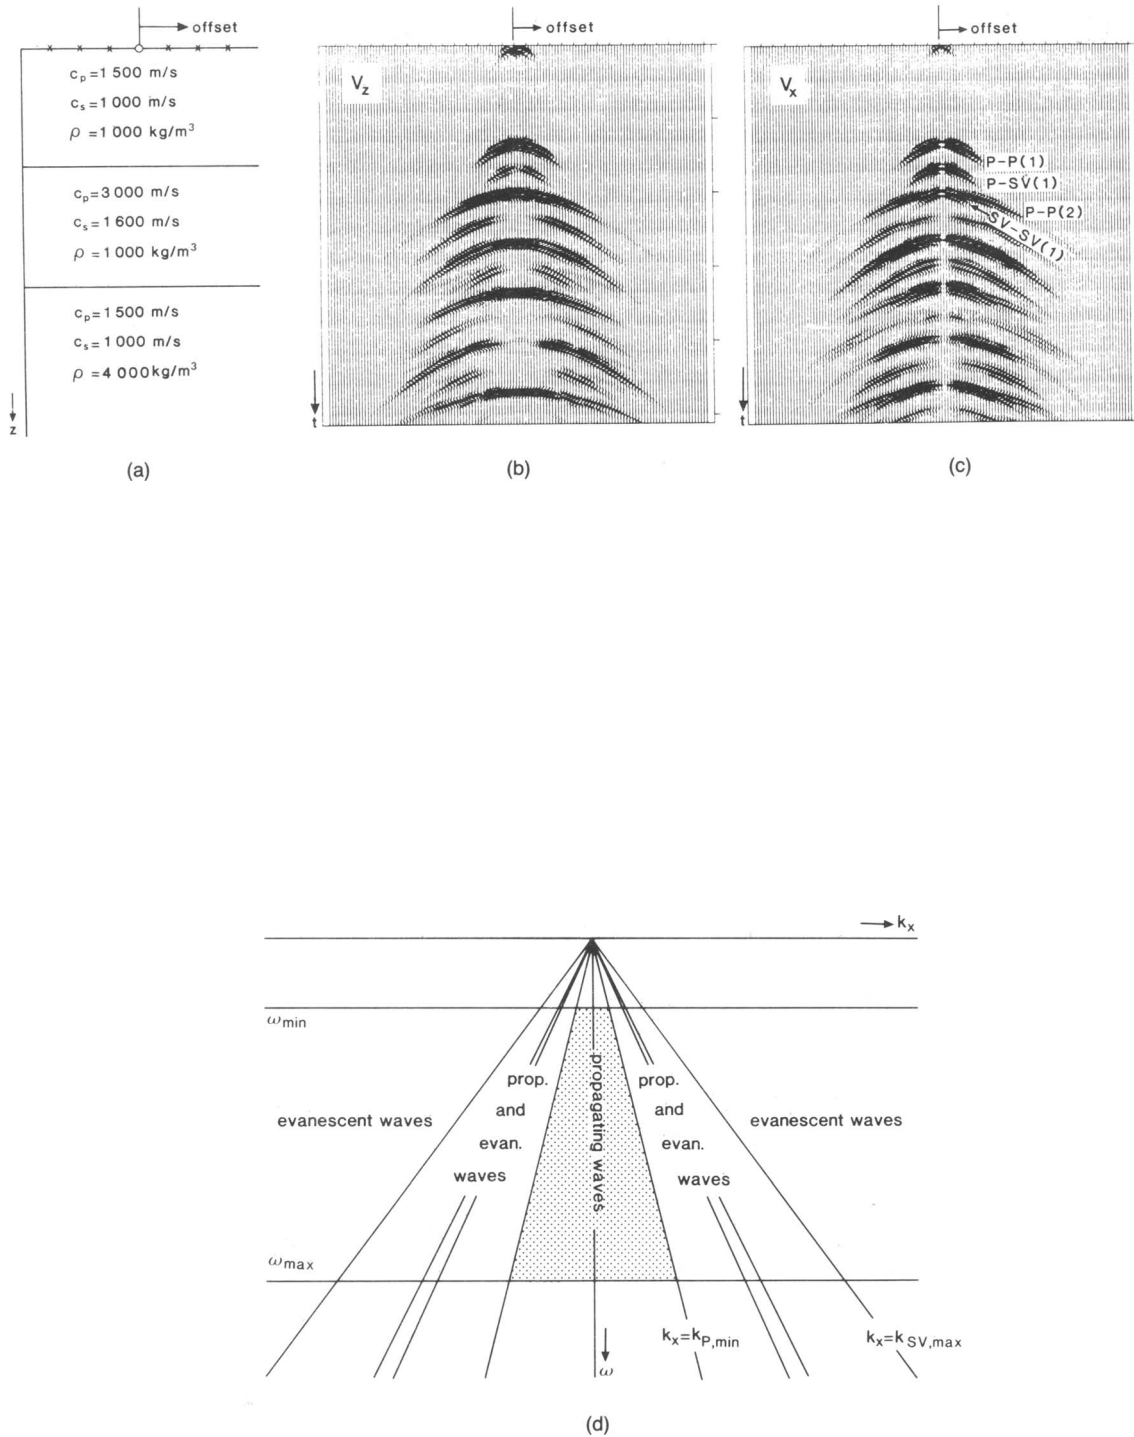 offset
c_p=1 500 m/s
c_s=1 000 m/s
ρ =1 000 kg/m³
c_p=3 000 m/s
c_s=1 600 m/s
ρ =1 000 kg/m³
c_p=1 500 m/s
c_s=1 000 m/s
ρ =4 000kg/m³
z
(a)
offset
V_z
t
(b)
offset
V_x
P-P(1)
P-SV(1)
P-P(2)
SV-SV(1)
t
(c)
k_x
ω_min
evanescent waves
prop.
and
evan.
waves
propagating waves
prop.
and
evan.
waves
evanescent waves
ω_max
k_x=k_P,min
k_x=k_SV,max
ω
(d)